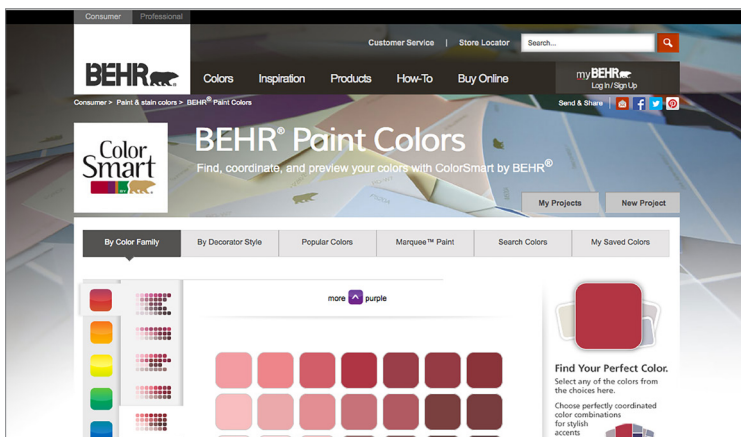 Consumer Professional
Customer Service | Store Locator Search...
BEHR
Colors Inspiration Products How-To Buy Online
myBEHR
Log In / Sign Up
Consumer > Paint & stain colors > BEHR® Paint Colors
Send & Share
Color
Smart
BY
BEHR® Paint Colors
Find, coordinate, and preview your colors with ColorSmart by BEHR®
My Projects New Project
By Color Family By Decorator Style Popular Colors Marquee™ Paint Search Colors My Saved Colors
more purple
Find Your Perfect Color.
Select any of the colors from
the choices here.
Choose perfectly coordinated
color combinations
for stylish
accents